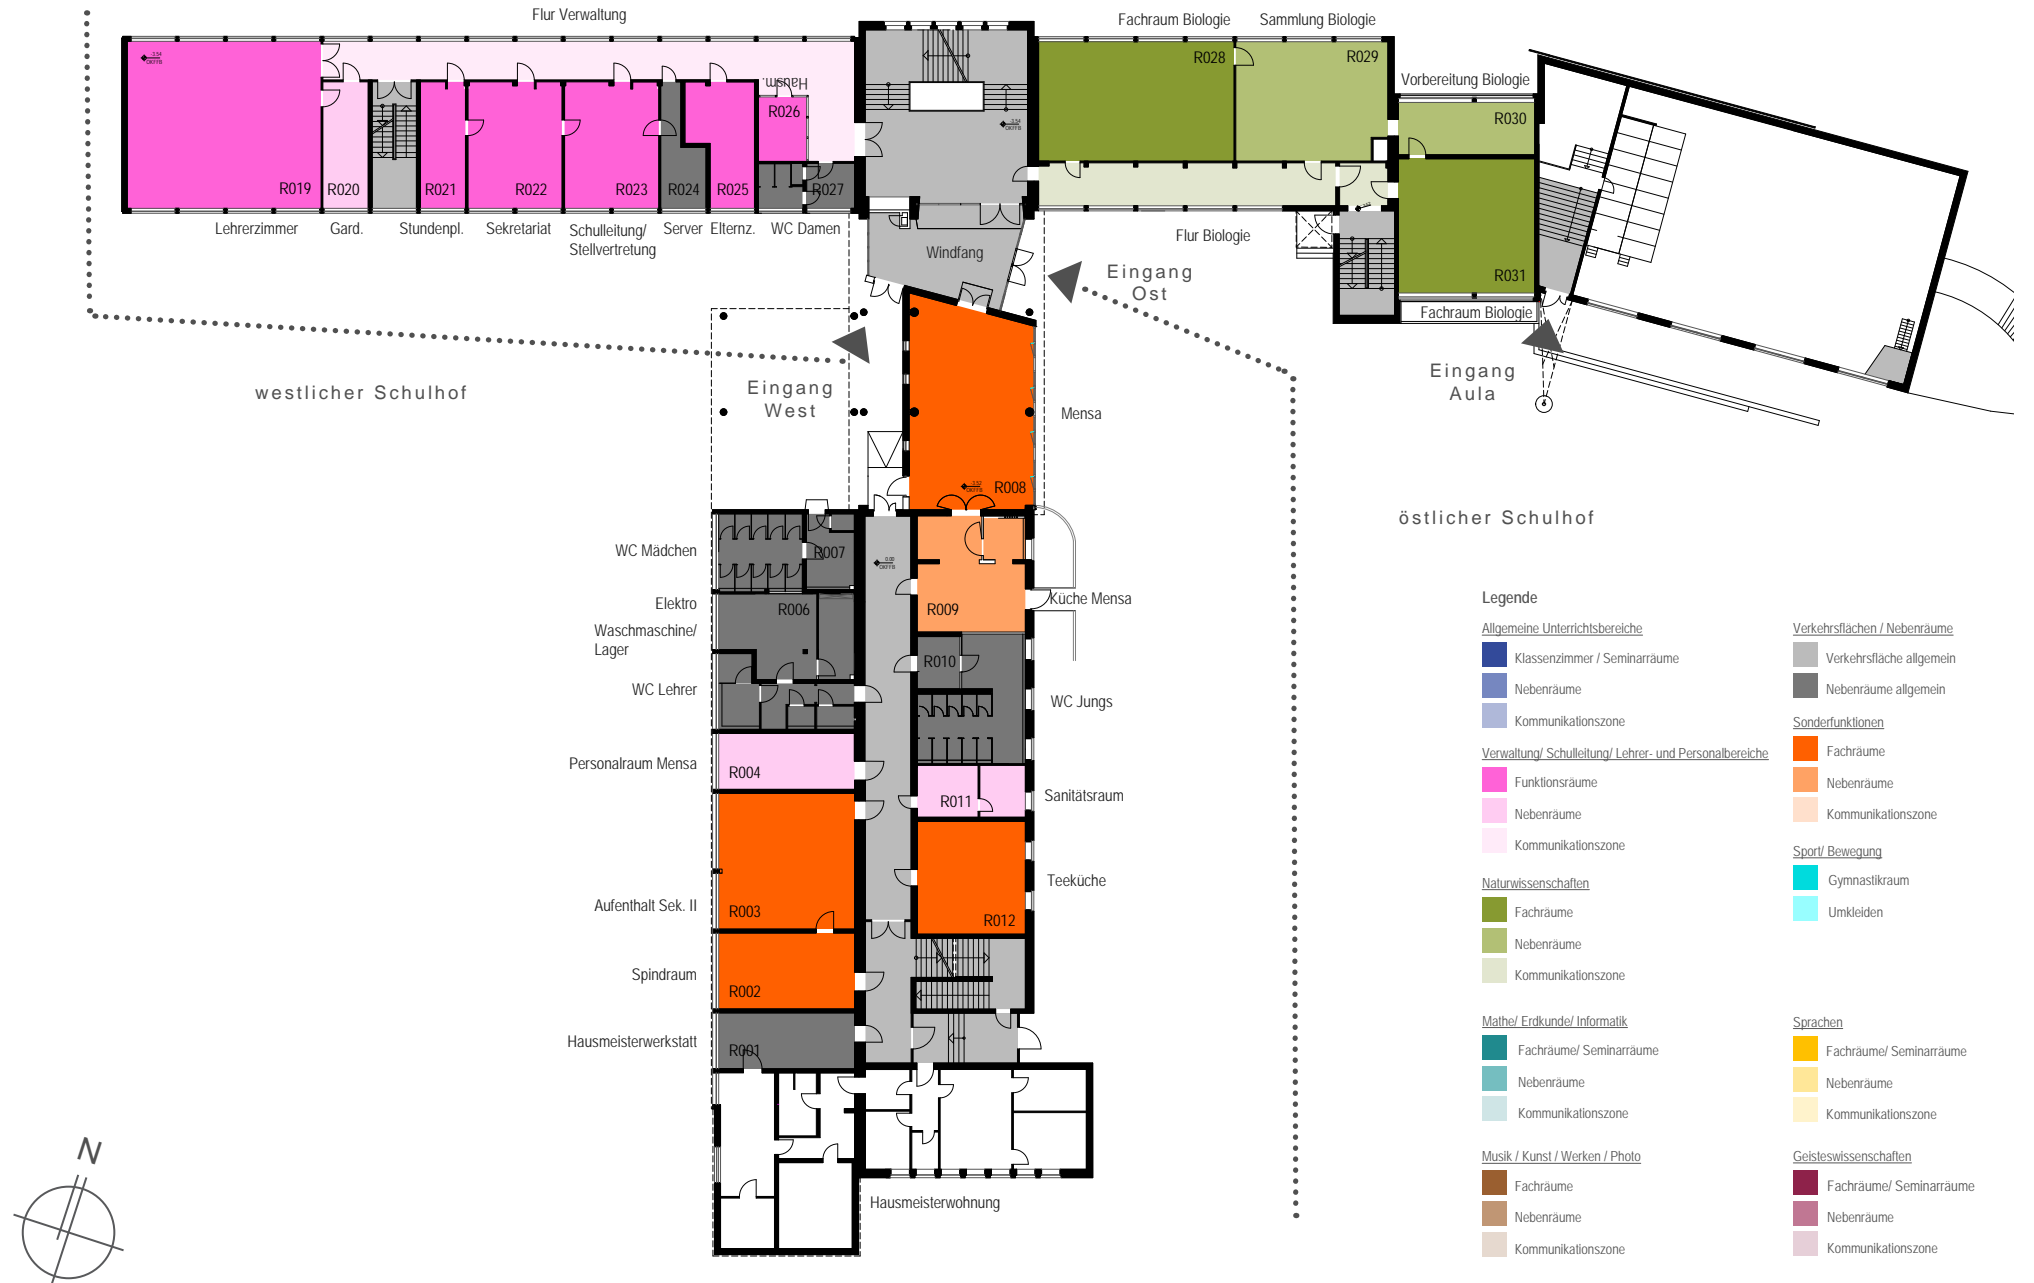 Flur Verwaltung
Fachraum Biologie
Sammlung Biologie
R028
R029
Vorbereitung Biologie
R030
Hausm.
R026
R019
R020
R021
R022
R023
R024
R025
R027
Lehrerzimmer
Gard.
Stundenpl.
Sekretariat
Schulleitung/
Stellvertretung
Server
Elternz.
WC Damen
Windfang
Flur Biologie
R031
Fachraum Biologie
Eingang
Ost
Eingang
West
Eingang
Aula
westlicher Schulhof
östlicher Schulhof
Mensa
R008
WC Mädchen
R007
Elektro
R006
Waschmaschine/
Lager
WC Lehrer
Küche Mensa
R009
R010
WC Jungs
Personalraum Mensa
R004
R011
Sanitätsraum
Teeküche
Aufenthalt Sek. II
R003
R012
Spindraum
R002
Hausmeisterwerkstatt
R001
Hausmeisterwohnung
N
Legende
Allgemeine Unterrichtsbereiche
Klassenzimmer / Seminarräume
Nebenräume
Kommunikationszone
Verwaltung/ Schulleitung/ Lehrer- und Personalbereiche
Funktionsräume
Nebenräume
Kommunikationszone
Naturwissenschaften
Fachräume
Nebenräume
Kommunikationszone
Mathe/ Erdkunde/ Informatik
Fachräume/ Seminarräume
Nebenräume
Kommunikationszone
Musik / Kunst / Werken / Photo
Fachräume
Nebenräume
Kommunikationszone
Verkehrsflächen / Nebenräume
Verkehrsfläche allgemein
Nebenräume allgemein
Sonderfunktionen
Fachräume
Nebenräume
Kommunikationszone
Sport/ Bewegung
Gymnastikraum
Umkleiden
Sprachen
Fachräume/ Seminarräume
Nebenräume
Kommunikationszone
Geisteswissenschaften
Fachräume/ Seminarräume
Nebenräume
Kommunikationszone